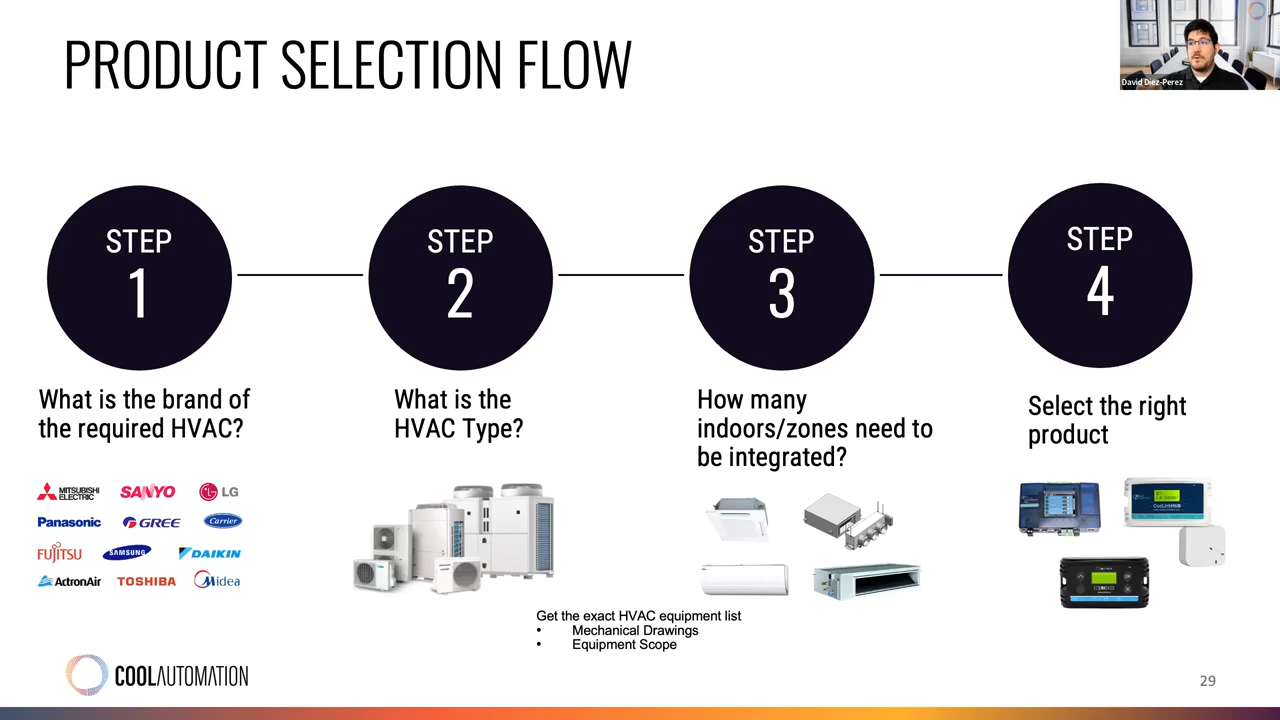 PRODUCT SELECTION FLOW
David Diez-Perez
STEP
1
STEP
2
STEP
3
STEP
4
What is the brand of
the required HVAC?
What is the
HVAC Type?
How many
indoors/zones need to
be integrated?
Select the right
product
MITSUBISHI
ELECTRIC
SANYO
LG
Panasonic
GREE
Carrier
FUJITSU
SAMSUNG
DAIKIN
ActronAir
TOSHIBA
Midea
CooLinkHUB
Get the exact HVAC equipment list
• Mechanical Drawings
• Equipment Scope
COOLAUTOMATION
29